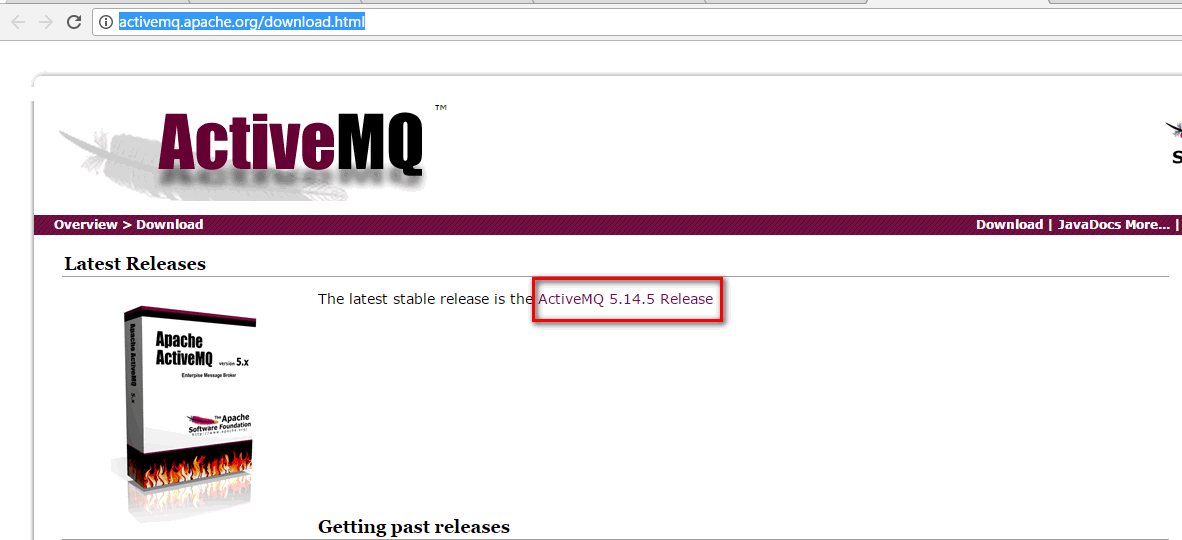 activemq.apache.org/download.html
ActiveMQ™
Overview > Download
Download | JavaDocs More... |
Latest Releases
The latest stable release is the ActiveMQ 5.14.5 Release
Apache ActiveMQ 5.x
Apache
ActiveMQ version 5.x
Enterprise Message Broker
The Apache
Software Foundation
http://www.apache.org/
Getting past releases